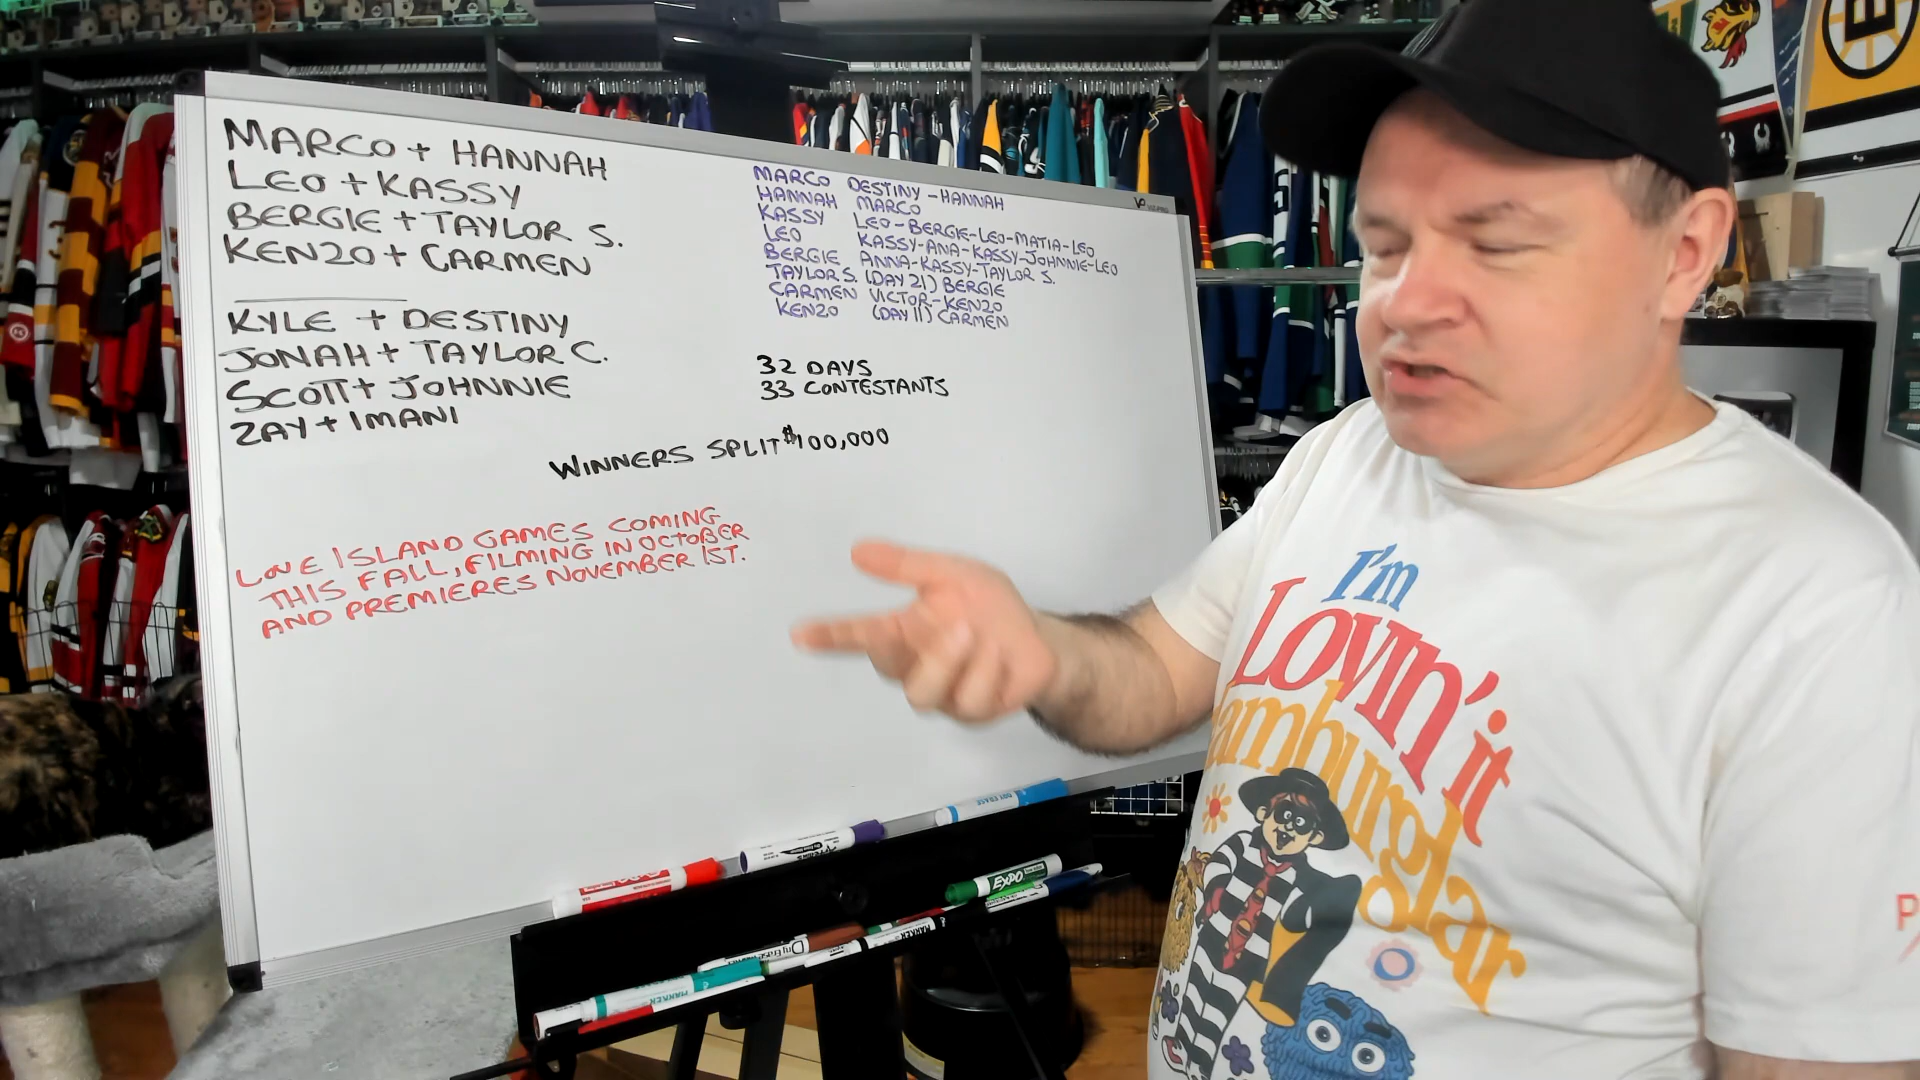 MARCO + HANNAH
LEO + KASSY
BERGIE + TAYLOR S.
KENZO + CARMEN
KYLE + DESTINY
JONAH + TAYLOR C.
SCOTT + JOHNNIE
ZAY + IMANI
MARCO DESTINY - HANNAH
HANNAH MARCO
KASSY LEO - BERGIE - LEO - MATIA - LEO
LEO KASSY - ANA - KASSY - JOHNNIE - LEO
BERGIE ANNA - KASSY - TAYLOR S.
TAYLOR S. (DAY 21) BERGIE
CARMEN VICTOR - KENZO
KENZO (DAY 11) CARMEN
32 DAYS
33 CONTESTANTS
WINNERS SPLIT $100,000
LOVE ISLAND GAMES COMING
THIS FALL, FILMING IN OCTOBER
AND PREMIERES NOVEMBER 1ST.
I'm
Lovin' it
Hamburglar
EXPO
MARKER
MARKER
P
B